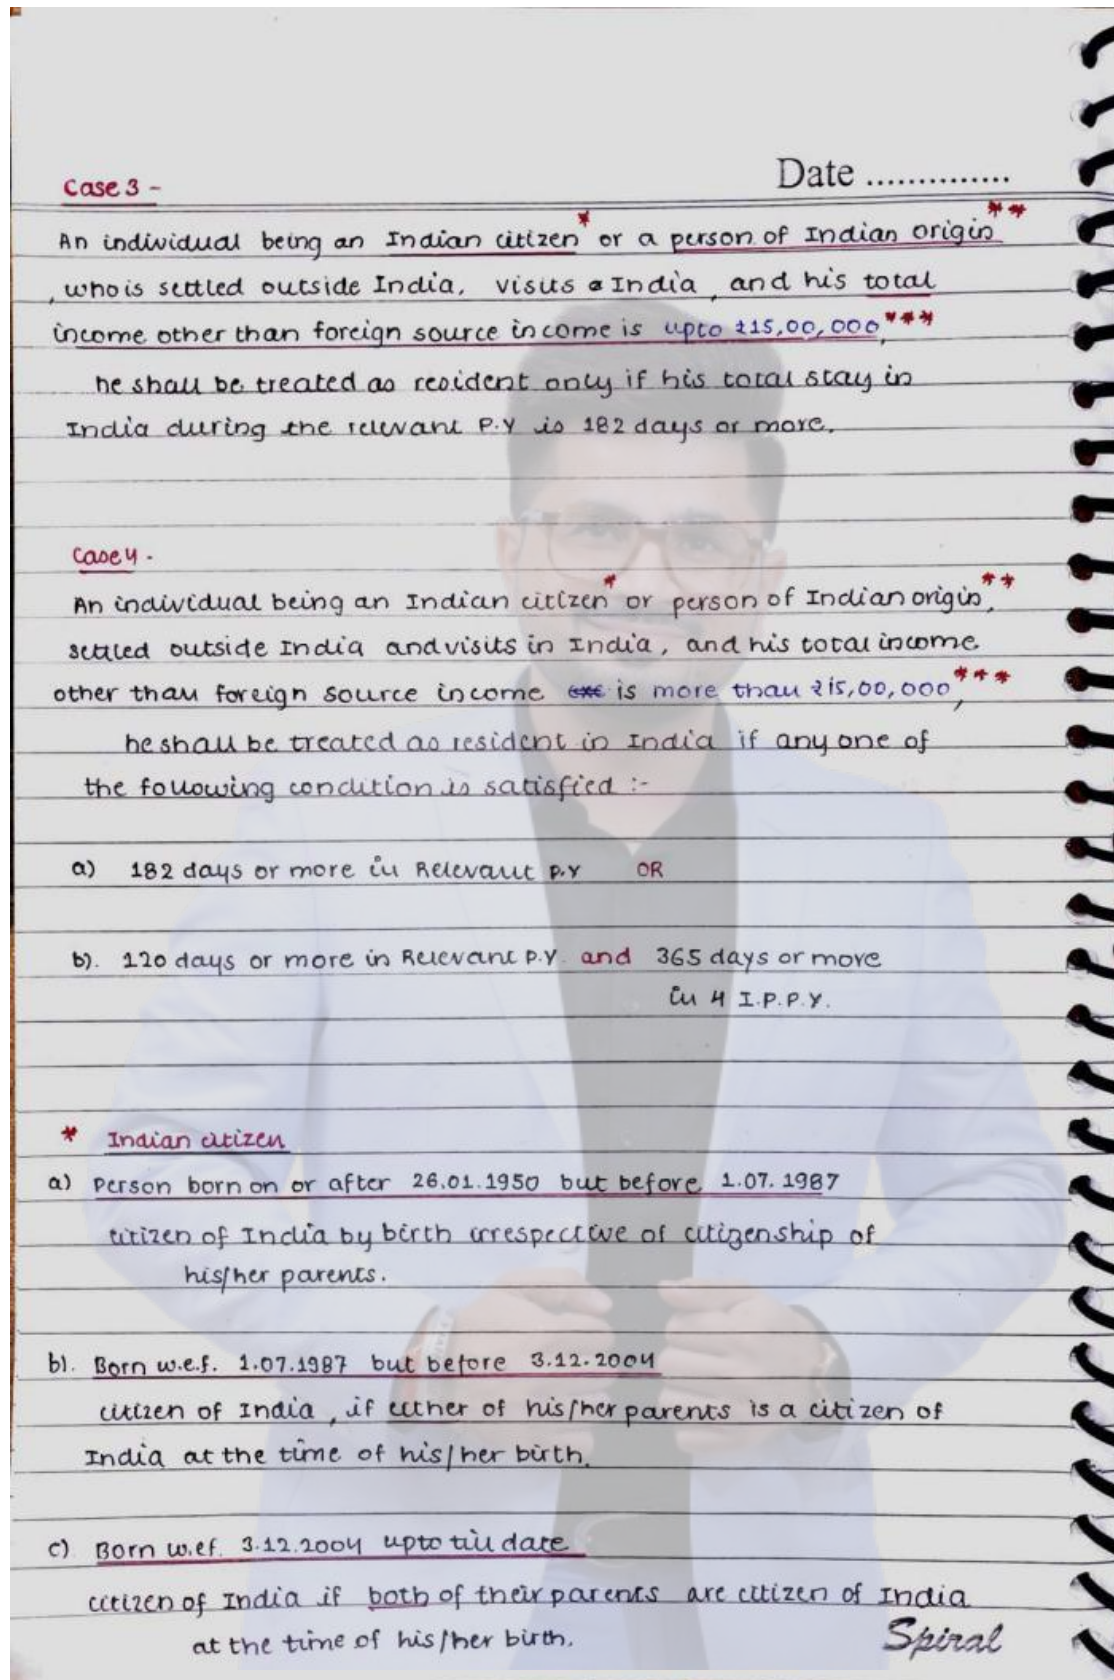 Date ..............
Case 3 -
An individual being an Indian citizen* or a person of Indian origin**
, who is settled outside India, visits India, and his total
income other than foreign source income is upto ₹15,00,000***,
he shall be treated as resident only if his total stay in
India during the relevant P.Y is 182 days or more.
Case 4 -
An individual being an Indian citizen* or person of Indian origin,**
settled outside India and visits in India, and his total income
other than foreign source income is more than ₹15,00,000***,
he shall be treated as resident in India if any one of
the following condition is satisfied :-
a) 182 days or more in Relevant P.Y OR
b). 120 days or more in Relevant P.Y. and 365 days or more
in 4 I.P.P.Y.
* Indian citizen
a) Person born on or after 26.01.1950 but before 1.07.1987
citizen of India by birth irrespective of citizenship of
his/her parents.
b). Born w.e.f. 1.07.1987 but before 3.12.2004
citizen of India, if either of his/her parents is a citizen of
India at the time of his/her birth.
c) Born w.ef. 3.12.2004 upto till date
citizen of India if both of their parents are citizen of India
at the time of his/her birth.
Spiral